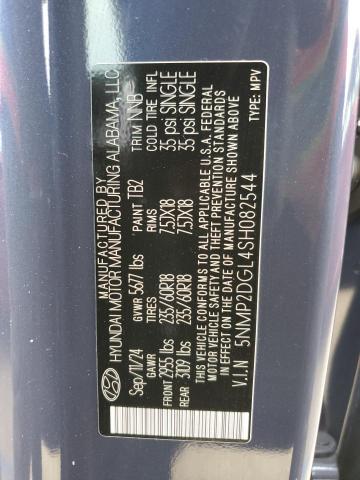 MANUFACTURED BY
HYUNDAI MOTOR MANUFACTURING ALABAMA, LLC
Sep/11/24 GVWR 5677 lbs PAINT TB2 TRIM NNB
GAWR TIRES RIMS COLD TIRE INFL
FRONT 2955 lbs 235/60R18 7.5JX18 35 psi SINGLE
REAR 3109 lbs 235/60R18 7.5JX18 35 psi SINGLE
THIS VEHICLE CONFORMS TO ALL APPLICABLE U.S.A. FEDERAL
MOTOR VEHICLE SAFETY AND THEFT PREVENTION STANDARDS
IN EFFECT ON THE DATE OF MANUFACTURE SHOWN ABOVE
V.I.N 5NMP2DGL4SH082544 TYPE: MPV